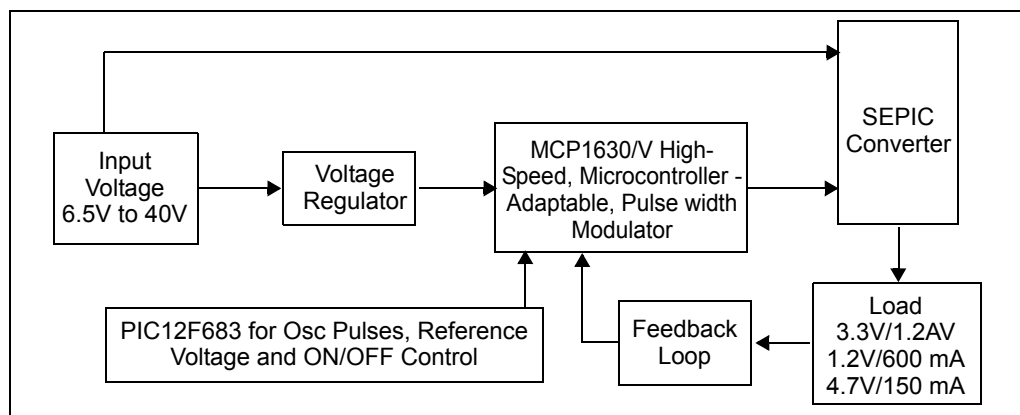 SEPIC
Converter
Input
Voltage
6.5V to 40V
Voltage
Regulator
MCP1630/V High-
Speed, Microcontroller -
Adaptable, Pulse width
Modulator
PIC12F683 for Osc Pulses, Reference
Voltage and ON/OFF Control
Feedback
Loop
Load
3.3V/1.2AV
1.2V/600 mA
4.7V/150 mA